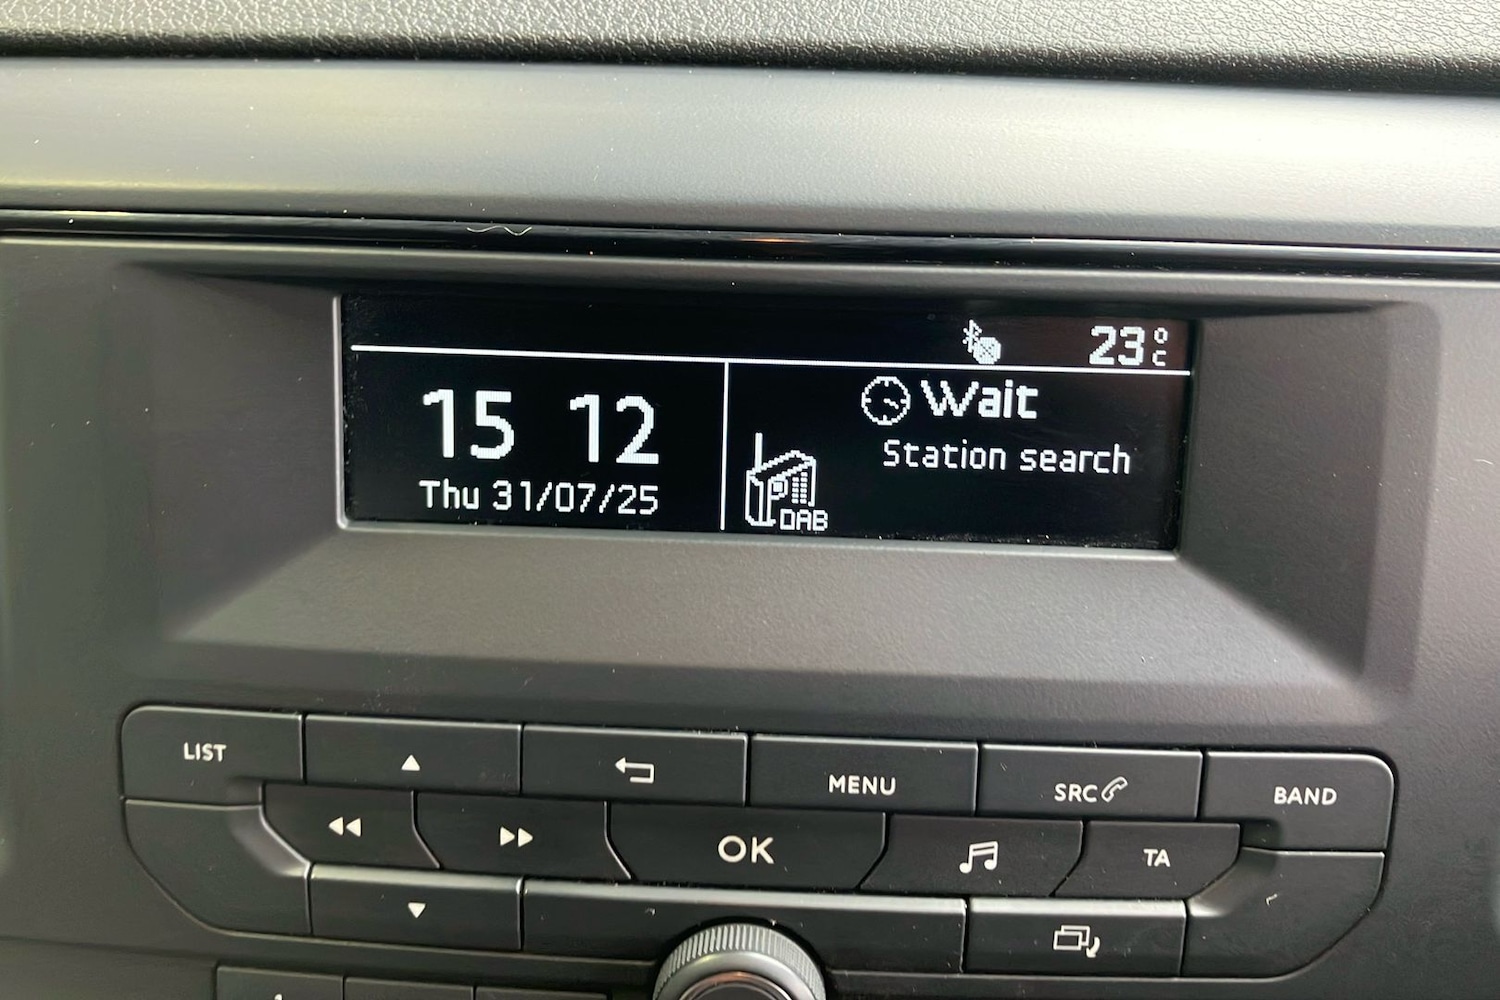 23°C
15 12
Thu 31/07/25
Wait
Station search
DAB
LIST
MENU
SRC
BAND
OK
TA